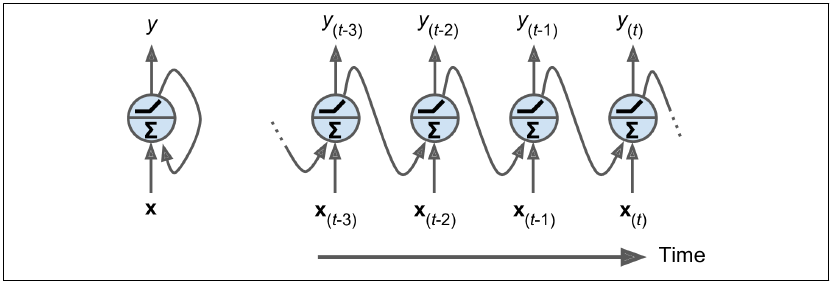 y y(t-3) y(t-2) y(t-1) y(t)
Σ Σ Σ Σ Σ
x x(t-3) x(t-2) x(t-1) x(t)
Time